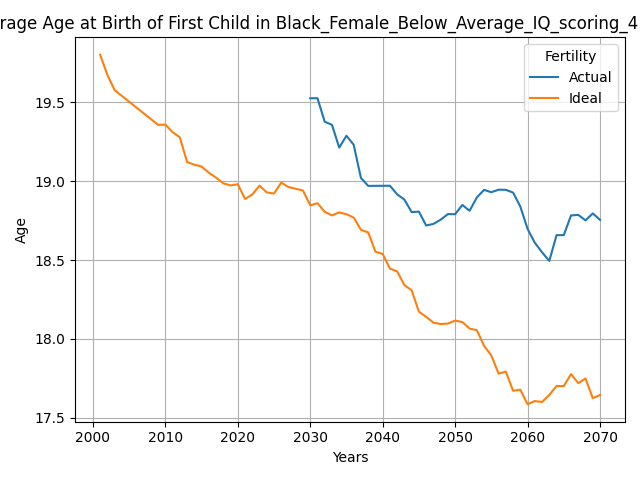 rage Age at Birth of First Child in Black_Female_Below_Average_IQ_scoring_4
Fertility
Actual
Ideal
19.5
19.0
18.5
18.0
17.5
Age
2000 2010 2020 2030 2040 2050 2060 2070
Years